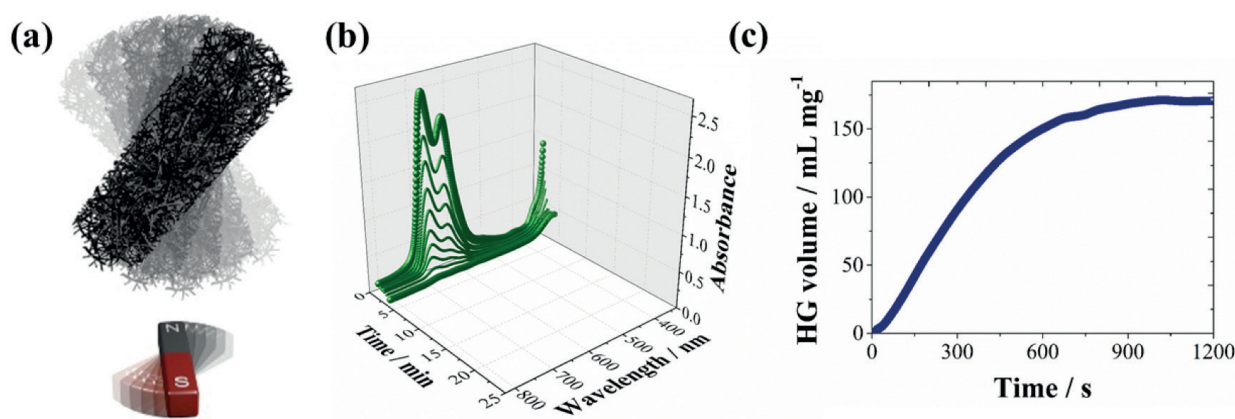 (a)
N
S
(b)
2.5
2.0
1.5
1.0
0.5
0.0
Absorbance
0
5
10
15
20
25
Time / min
800
700
600
500
400
Wavelength / nm
(c)
150
100
50
0
HG volume / mL mg⁻¹
0 300 600 900 1200
Time / s